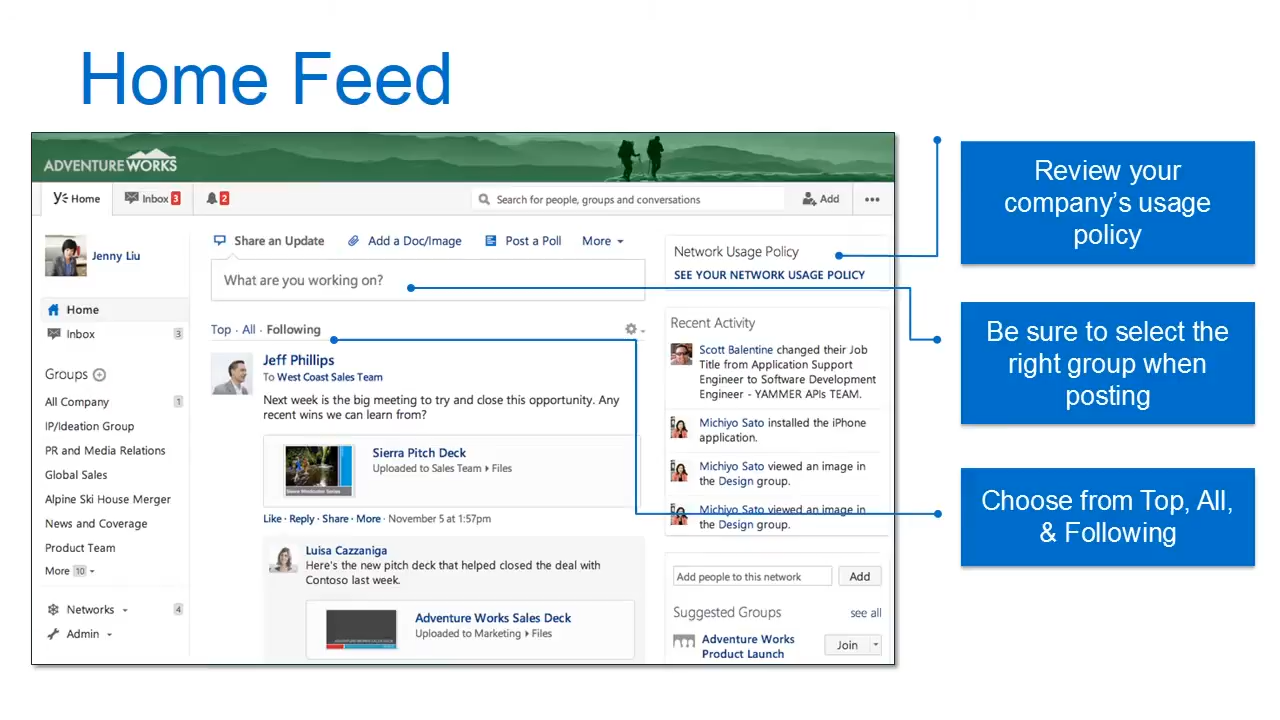 Home Feed
ADVENTURE WORKS
Home
Inbox 3
2
Search for people, groups and conversations
Add
Jenny Liu
Home
Inbox 3
Groups
All Company 1
IP/Ideation Group
PR and Media Relations
Global Sales
Alpine Ski House Merger
News and Coverage
Product Team
More 10
Networks 4
Admin
Share an Update
Add a Doc/Image
Post a Poll
More
What are you working on?
Top · All · Following
Jeff Phillips
To West Coast Sales Team
Next week is the big meeting to try and close this opportunity. Any
recent wins we can learn from?
Sierra Pitch Deck
Uploaded to Sales Team ▸ Files
Like · Reply · Share · More · November 5 at 1:57pm
Luisa Cazzaniga
Here's the new pitch deck that helped closed the deal with
Contoso last week.
Adventure Works Sales Deck
Uploaded to Marketing ▸ Files
Network Usage Policy
SEE YOUR NETWORK USAGE POLICY
Recent Activity
Scott Balentine changed their Job
Title from Application Support
Engineer to Software Development
Engineer - YAMMER APIs TEAM.
Michiyo Sato installed the iPhone
application.
Michiyo Sato viewed an image in
the Design group.
Michiyo Sato viewed an image in
the Design group.
Add people to this network
Add
Suggested Groups
see all
Adventure Works
Product Launch
Join
Review your
company’s usage
policy
Be sure to select the
right group when
posting
Choose from Top, All,
& Following